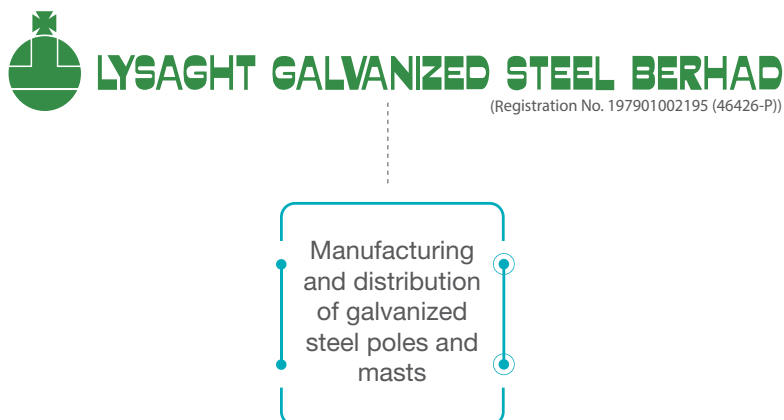 LYSAGHT GALVANIZED STEEL BERHAD
(Registration No. 197901002195 (46426-P))
Manufacturing
and distribution
of galvanized
steel poles and
masts